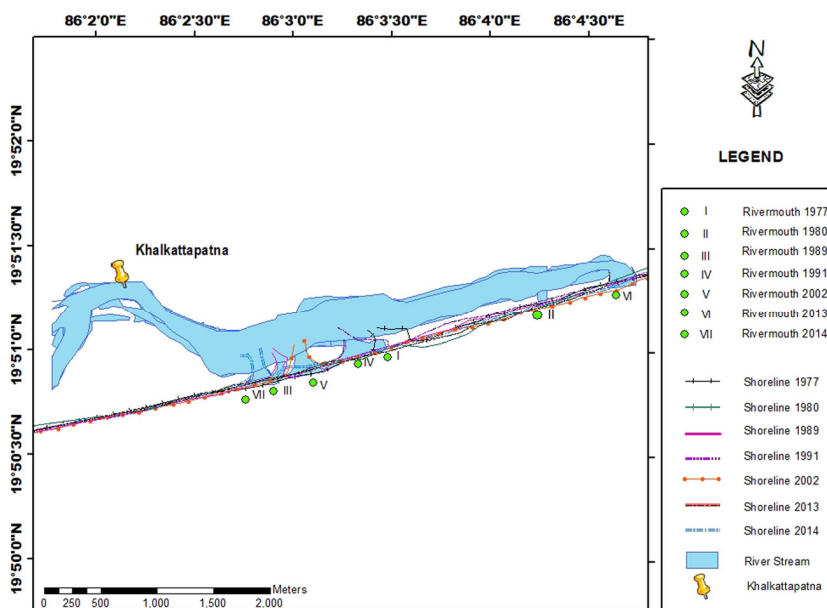 86°2'0"E 86°2'30"E 86°3'0"E 86°3'30"E 86°4'0"E 86°4'30"E
19°52'0"N
19°51'30"N
19°51'0"N
19°50'30"N
19°50'0"N
Khalkattapatna
VII
III
V
IV
I
II
VI
Meters
0 250 500 1.000 1.500 2.000
N
LEGEND
I Rivermouth 1977
II Rivermouth 1980
III Rivermouth 1989
IV Rivermouth 1991
V Rivermouth 2002
VI Rivermouth 2013
VII Rivermouth 2014
Shoreline 1977
Shoreline 1980
Shoreline 1989
Shoreline 1991
Shoreline 2002
Shoreline 2013
Shoreline 2014
River Stream
Khalkattapatna